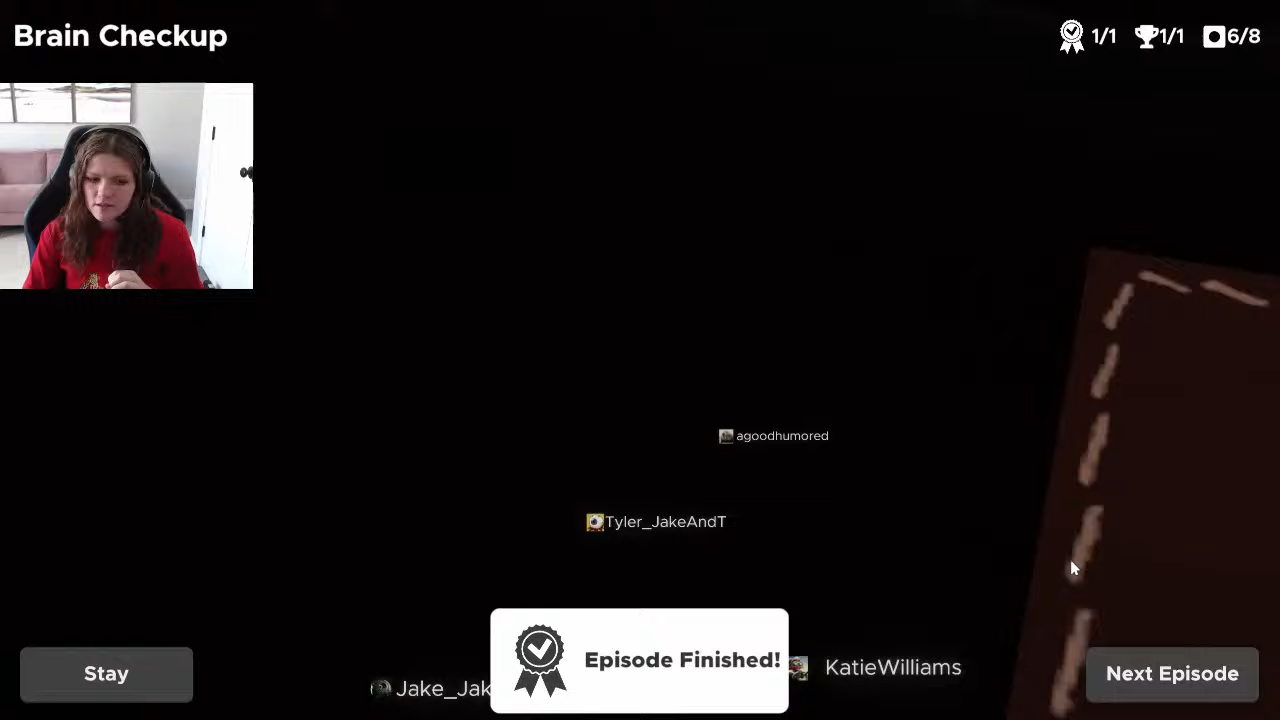 Brain Checkup
1/1 1/1 6/8
agoodhumored
Tyler_JakeAndT
Episode Finished!
KatieWilliams
Jake_Jak
Stay
Next Episode